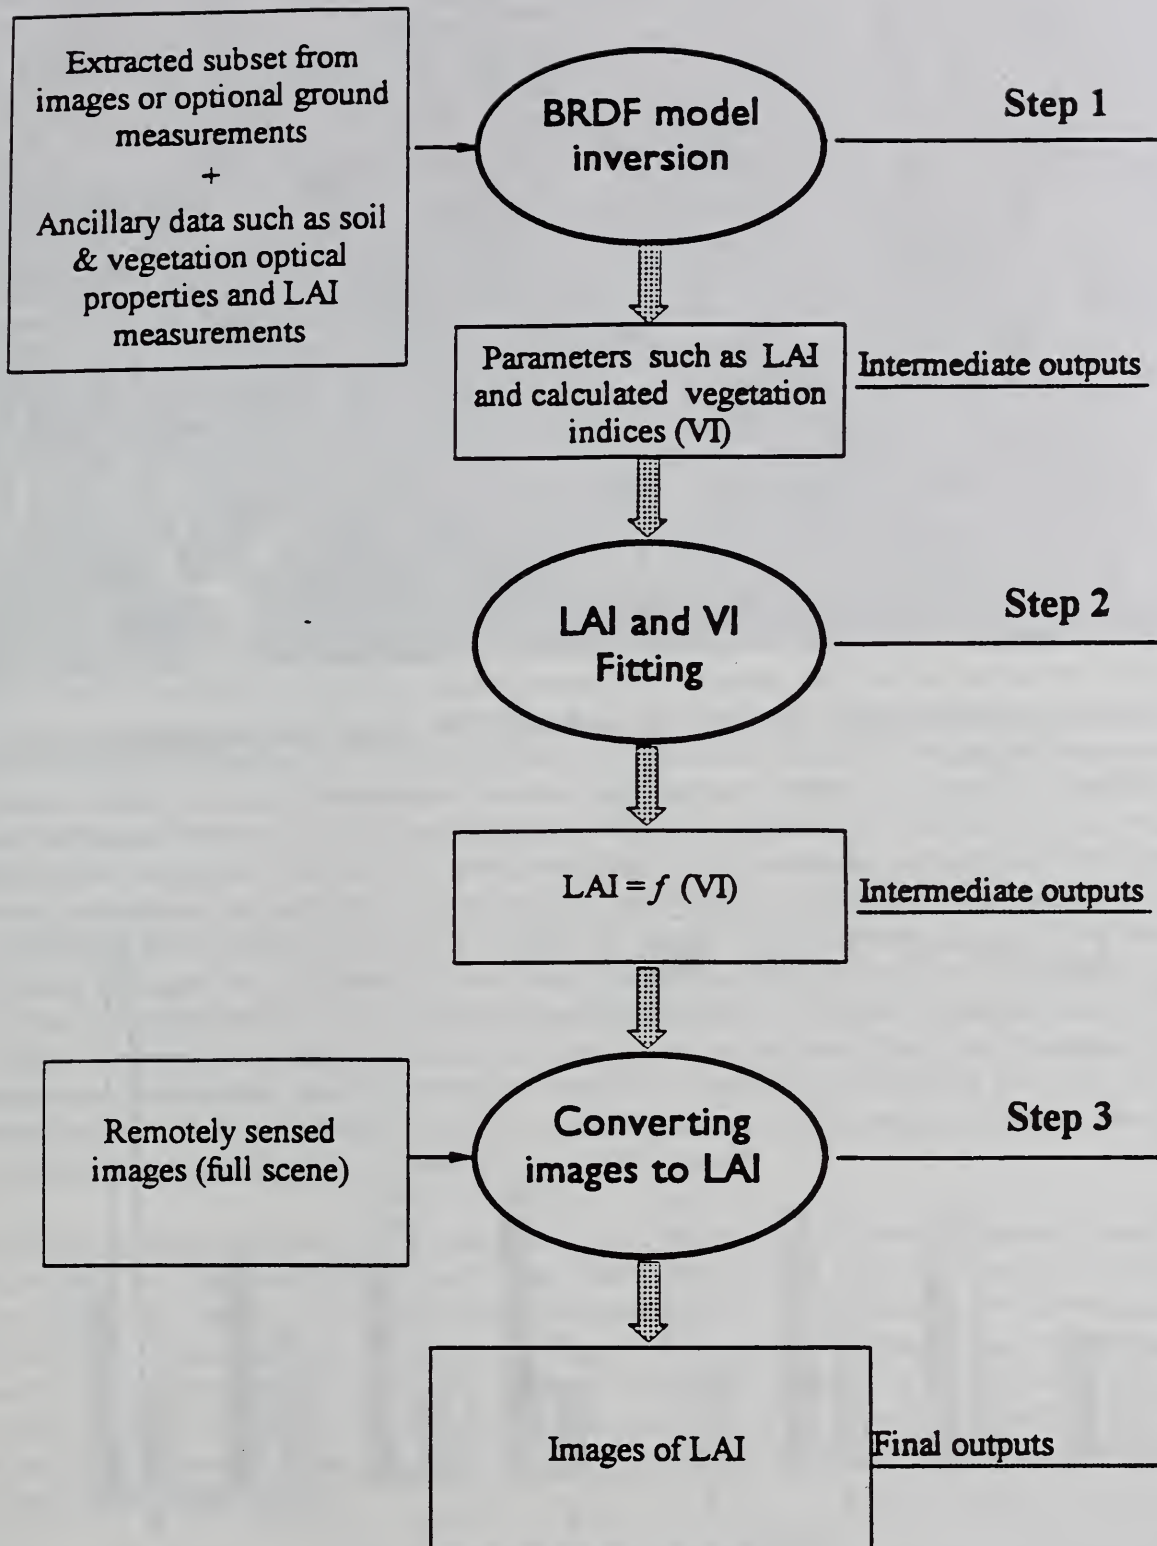 Extracted subset from
images or optional ground
measurements
+
Ancillary data such as soil
& vegetation optical
properties and LAI
measurements
BRDF model
inversion
Step 1
Parameters such as LAI
and calculated vegetation
indices (VI)
Intermediate outputs
LAI and VI
Fitting
Step 2
LAI = f (VI)
Intermediate outputs
Remotely sensed
images (full scene)
Converting
images to LAI
Step 3
Images of LAI
Final outputs